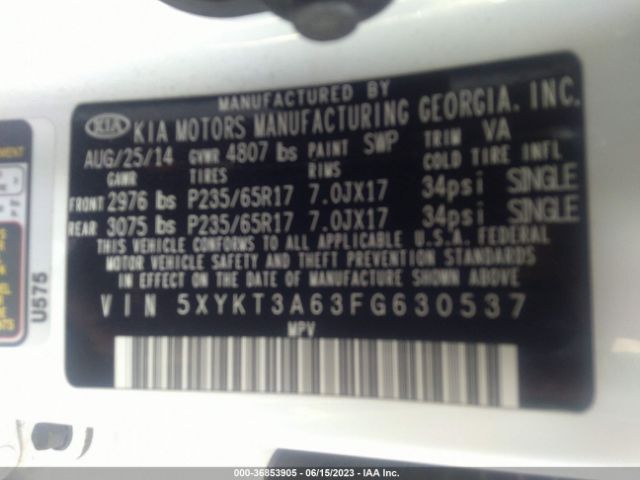 MANUFACTURED BY
KIA KIA MOTORS MANUFACTURING GEORGIA. INC.
AUG/25/14 GVWR 4807 lbs PAINT SWP TRIM VA
GAWR TIRES RIMS COLD TIRE INFL
FRONT 2976 lbs P235/65R17 7.0JX17 34psi SINGLE
REAR 3075 lbs P235/65R17 7.0JX17 34psi SINGLE
THIS VEHICLE CONFORMS TO ALL APPLICABLE U.S.A. FEDERAL
MOTOR VEHICLE SAFETY AND THEFT PREVENTION STANDARDS
IN EFFECT ON THE DATE OF MANUFACTURE SHOWN ABOVE
VIN 5XYKT3A63FG630537
MPV
U575
000-36853905 - 06/15/2023 - IAA Inc.